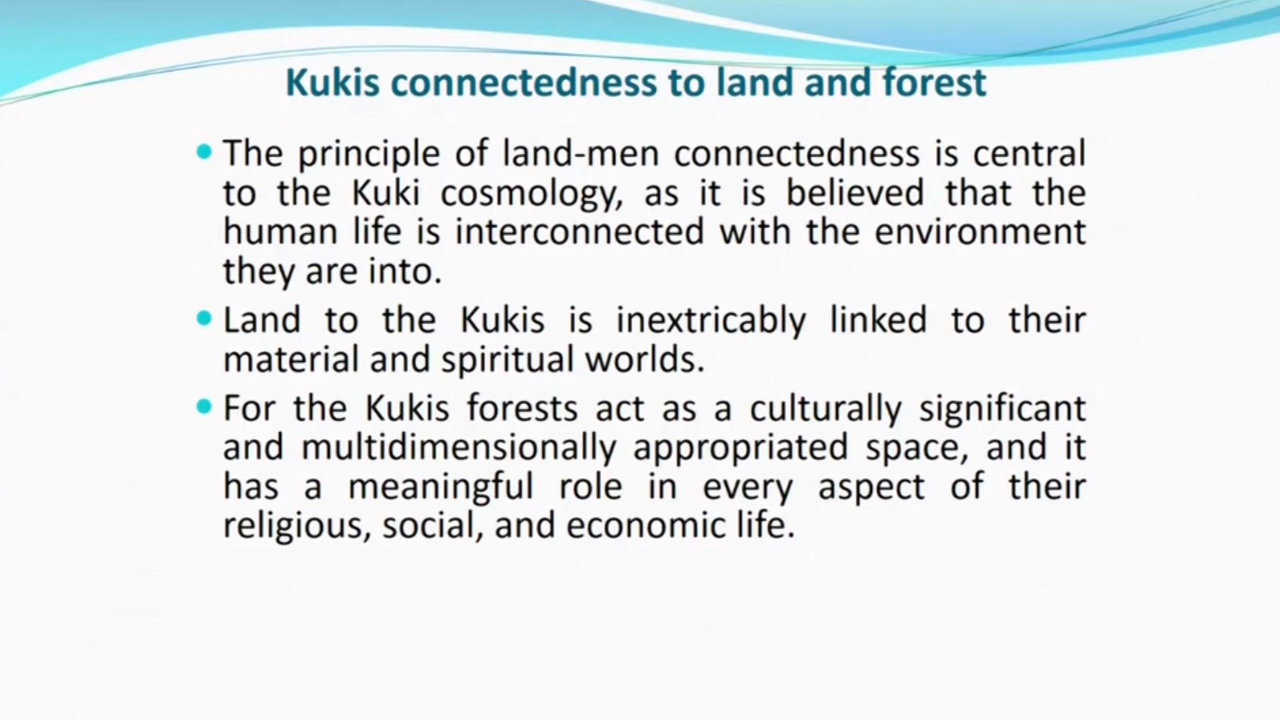 Kukis connectedness to land and forest
• The principle of land-men connectedness is central
to the Kuki cosmology, as it is believed that the
human life is interconnected with the environment
they are into.
• Land to the Kukis is inextricably linked to their
material and spiritual worlds.
• For the Kukis forests act as a culturally significant
and multidimensionally appropriated space, and it
has a meaningful role in every aspect of their
religious, social, and economic life.